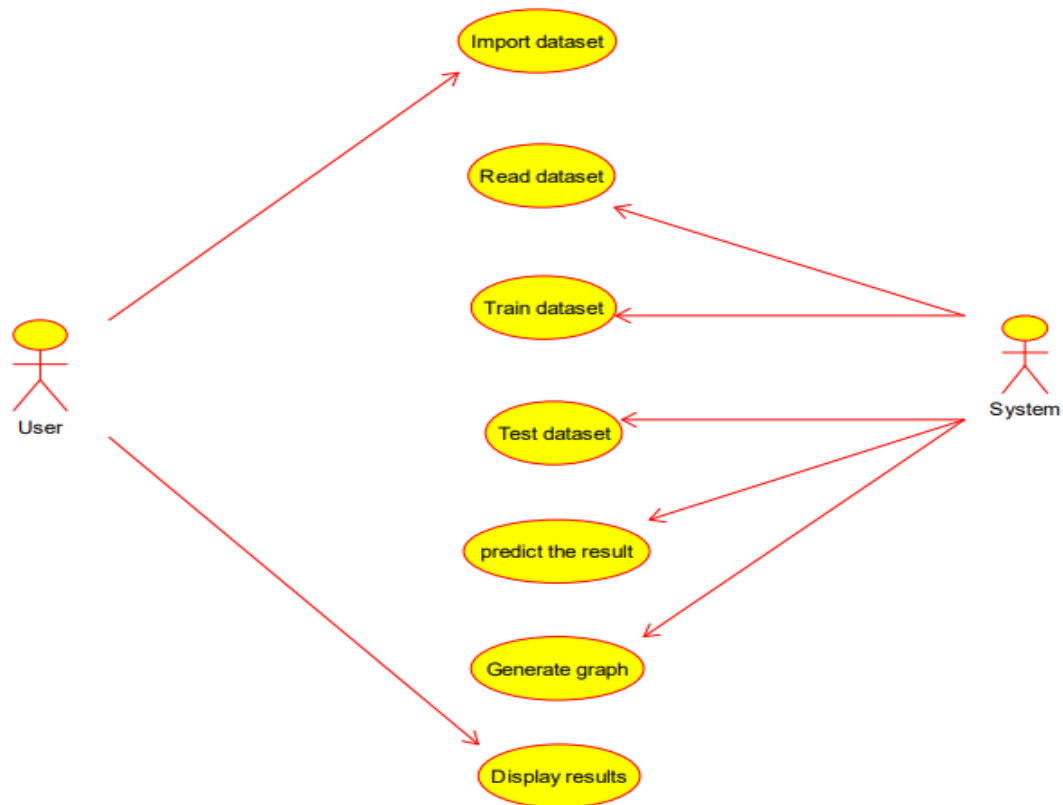 Import dataset
Read dataset
Train dataset
User
System
Test dataset
predict the result
Generate graph
Display results